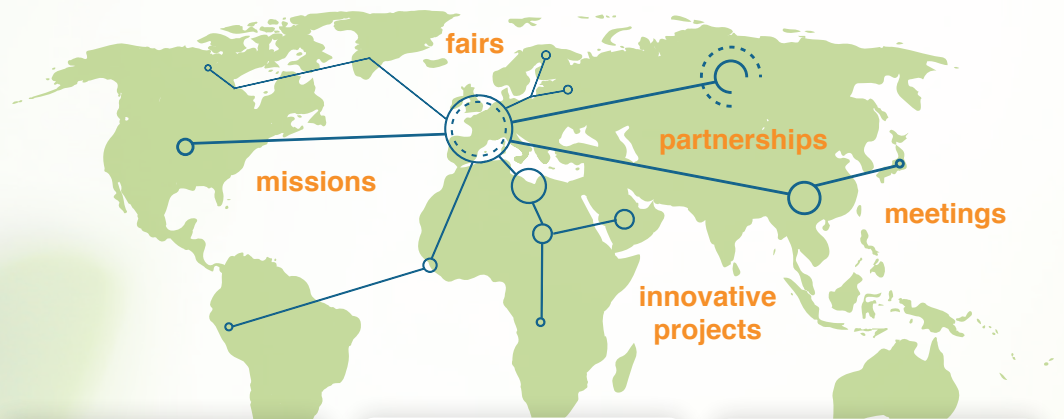 fairs
partnerships
missions
meetings
innovative
projects